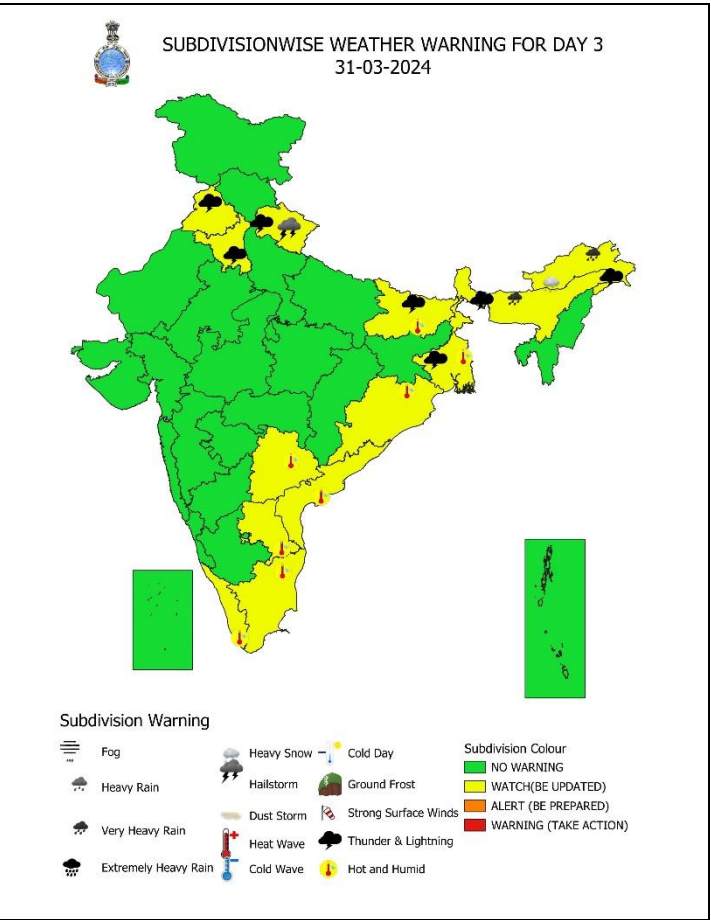 SUBDIVISIONWISE WEATHER WARNING FOR DAY 3
31-03-2024
Subdivision Warning
Fog
Heavy Rain
Very Heavy Rain
Extremely Heavy Rain
Heavy Snow
Hailstorm
Dust Storm
Heat Wave
Cold Wave
Cold Day
Ground Frost
Strong Surface Winds
Thunder & Lightning
Hot and Humid
Subdivision Colour
NO WARNING
WATCH(BE UPDATED)
ALERT (BE PREPARED)
WARNING (TAKE ACTION)